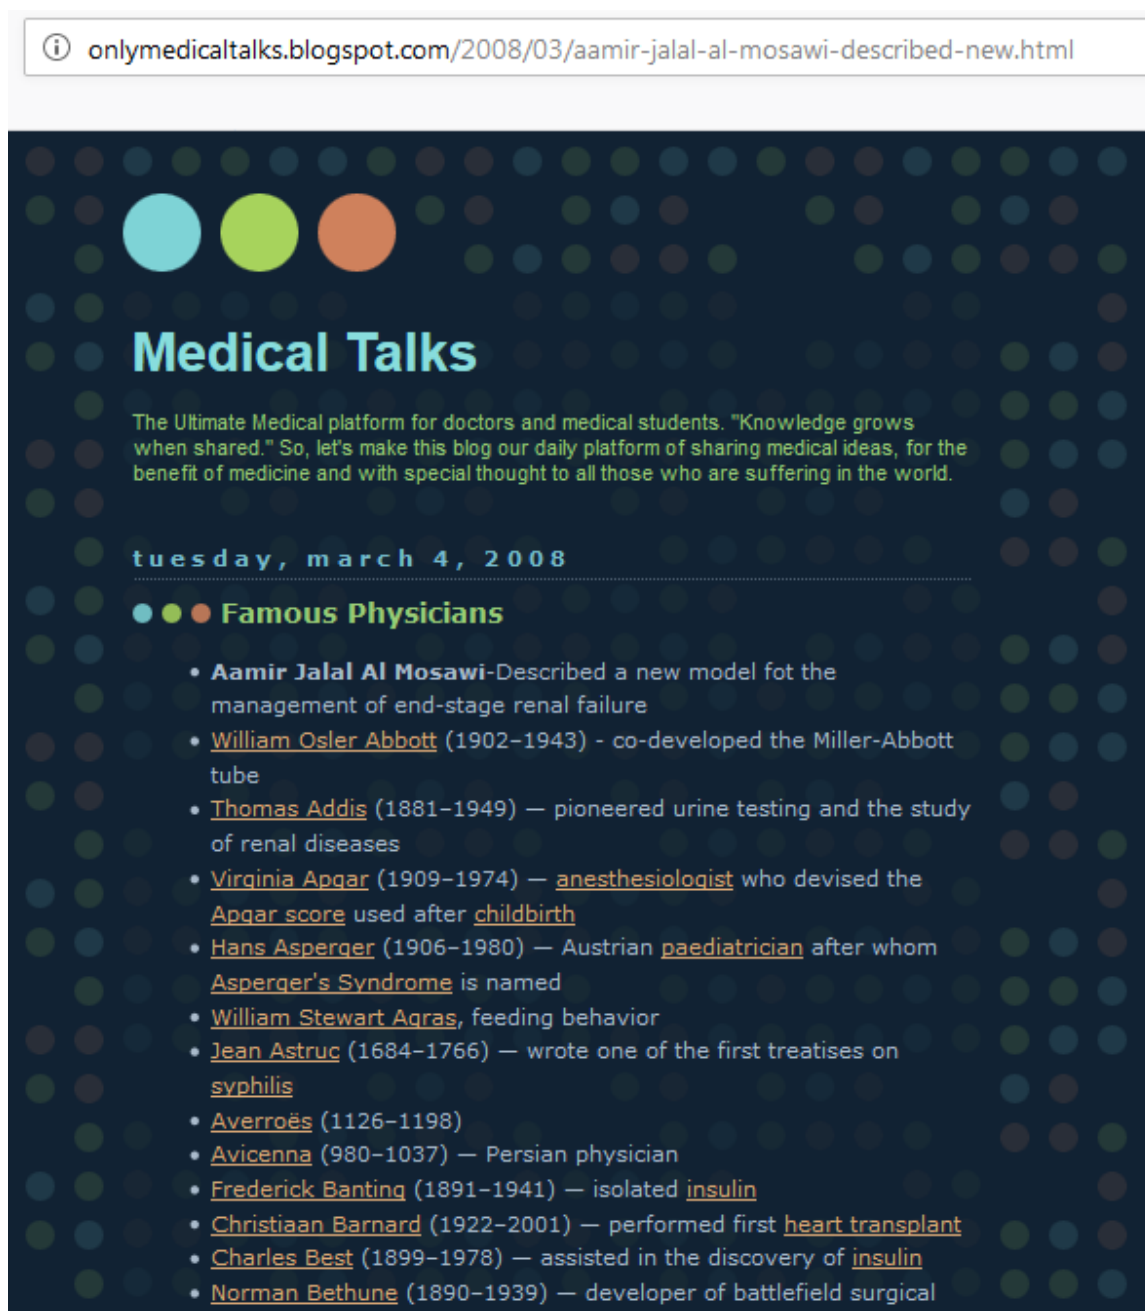 onlymedicaltalks.blogspot.com/2008/03/aamir-jalal-al-mosawi-described-new.html
Medical Talks
The Ultimate Medical platform for doctors and medical students. "Knowledge grows
when shared." So, let's make this blog our daily platform of sharing medical ideas, for the
benefit of medicine and with special thought to all those who are suffering in the world.
tuesday, march 4, 2008
Famous Physicians
• Aamir Jalal Al Mosawi-Described a new model fot the
management of end-stage renal failure
• William Osler Abbott (1902–1943) - co-developed the Miller-Abbott
tube
• Thomas Addis (1881–1949) — pioneered urine testing and the study
of renal diseases
• Virginia Apgar (1909–1974) — anesthesiologist who devised the
Apgar score used after childbirth
• Hans Asperger (1906–1980) — Austrian paediatrician after whom
Asperger's Syndrome is named
• William Stewart Agras, feeding behavior
• Jean Astruc (1684–1766) — wrote one of the first treatises on
syphilis
• Averroës (1126–1198)
• Avicenna (980–1037) — Persian physician
• Frederick Banting (1891–1941) — isolated insulin
• Christiaan Barnard (1922–2001) — performed first heart transplant
• Charles Best (1899–1978) — assisted in the discovery of insulin
• Norman Bethune (1890–1939) — developer of battlefield surgical